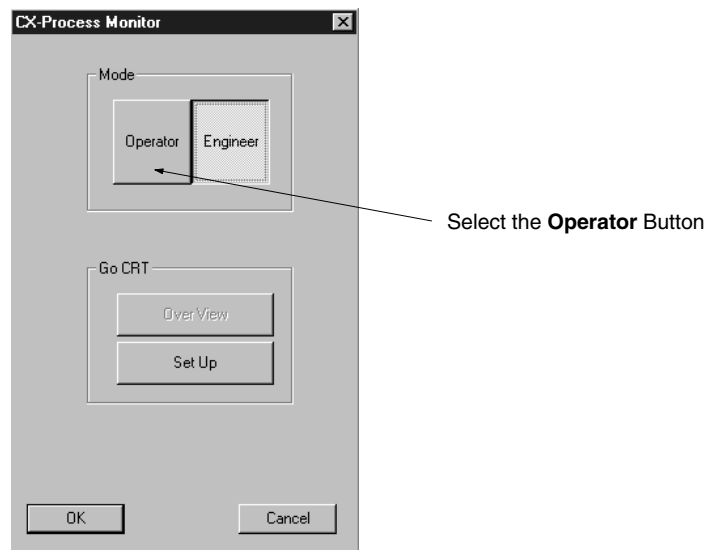 CX-Process Monitor
Mode
Operator
Engineer
Select the Operator Button
Go CRT
Over View
Set Up
OK
Cancel